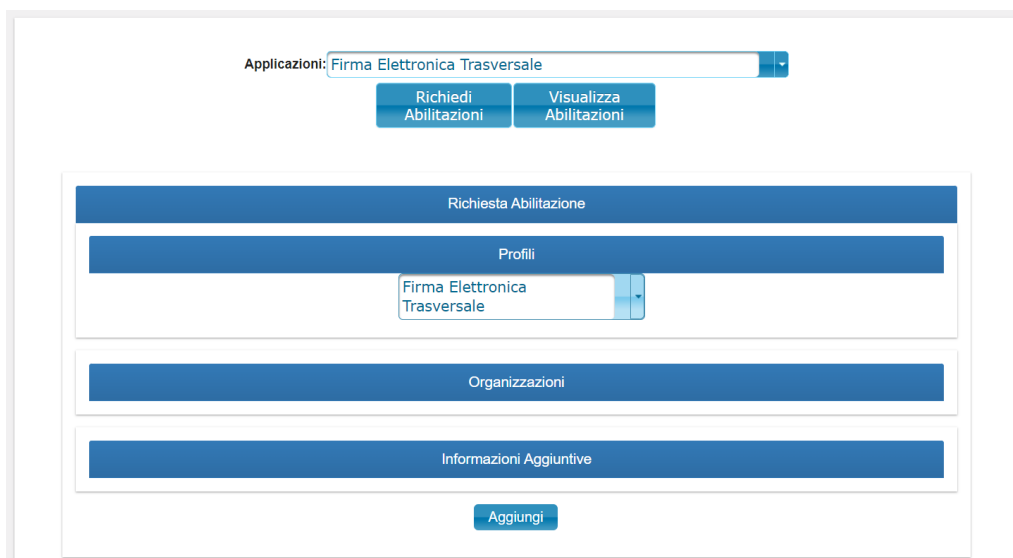 Applicazioni: Firma Elettronica Trasversale
Richiedi Abilitazioni
Visualizza Abilitazioni
Richiesta Abilitazione
Profili
Firma Elettronica
Trasversale
Organizzazioni
Informazioni Aggiuntive
Aggiungi